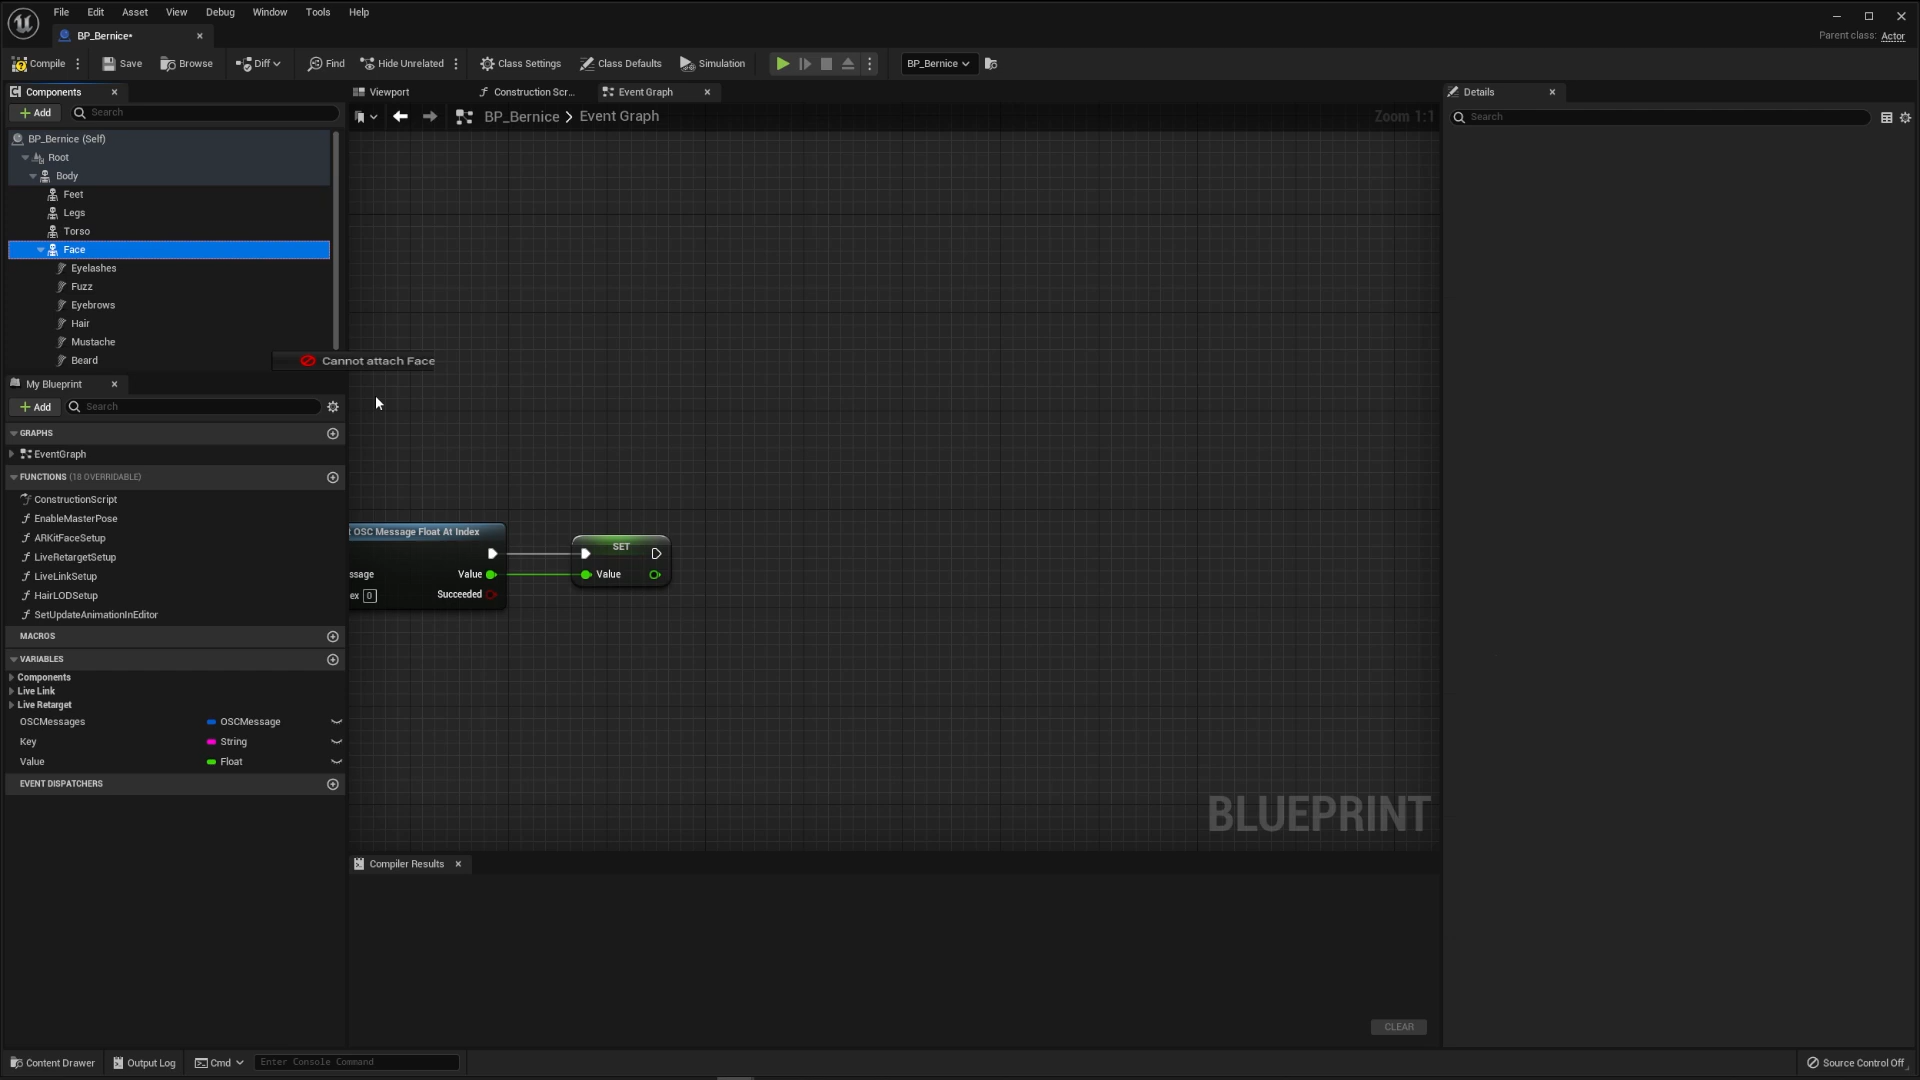 File Edit Asset View Debug Window Tools Help
BP_Bernice*
Parent class: Actor
Compile Save Browse Diff Find Hide Unrelated Class Settings Class Defaults Simulation BP_Bernice
Components
Viewport Construction Scr... Event Graph
Details
Add Search
BP_Bernice > Event Graph
Zoom 1:1
Search
BP_Bernice (Self)
Root
Body
Feet
Legs
Torso
Face
Eyelashes
Fuzz
Eyebrows
Hair
Mustache
Beard
Cannot attach Face
My Blueprint
Add Search
GRAPHS
EventGraph
FUNCTIONS (18 OVERRIDABLE)
ConstructionScript
EnableMasterPose
ARKitFaceSetup
LiveRetargetSetup
LiveLinkSetup
HairLODSetup
SetUpdateAnimationInEditor
MACROS
VARIABLES
Components
Live Link
Live Retarget
OSCMessages OSCMessage
Key String
Value Float
EVENT DISPATCHERS
OSC Message Float At Index
ssage Value
ex 0 Succeeded
SET
Value
BLUEPRINT
Compiler Results
CLEAR
Content Drawer Output Log Cmd Enter Console Command
Source Control Off